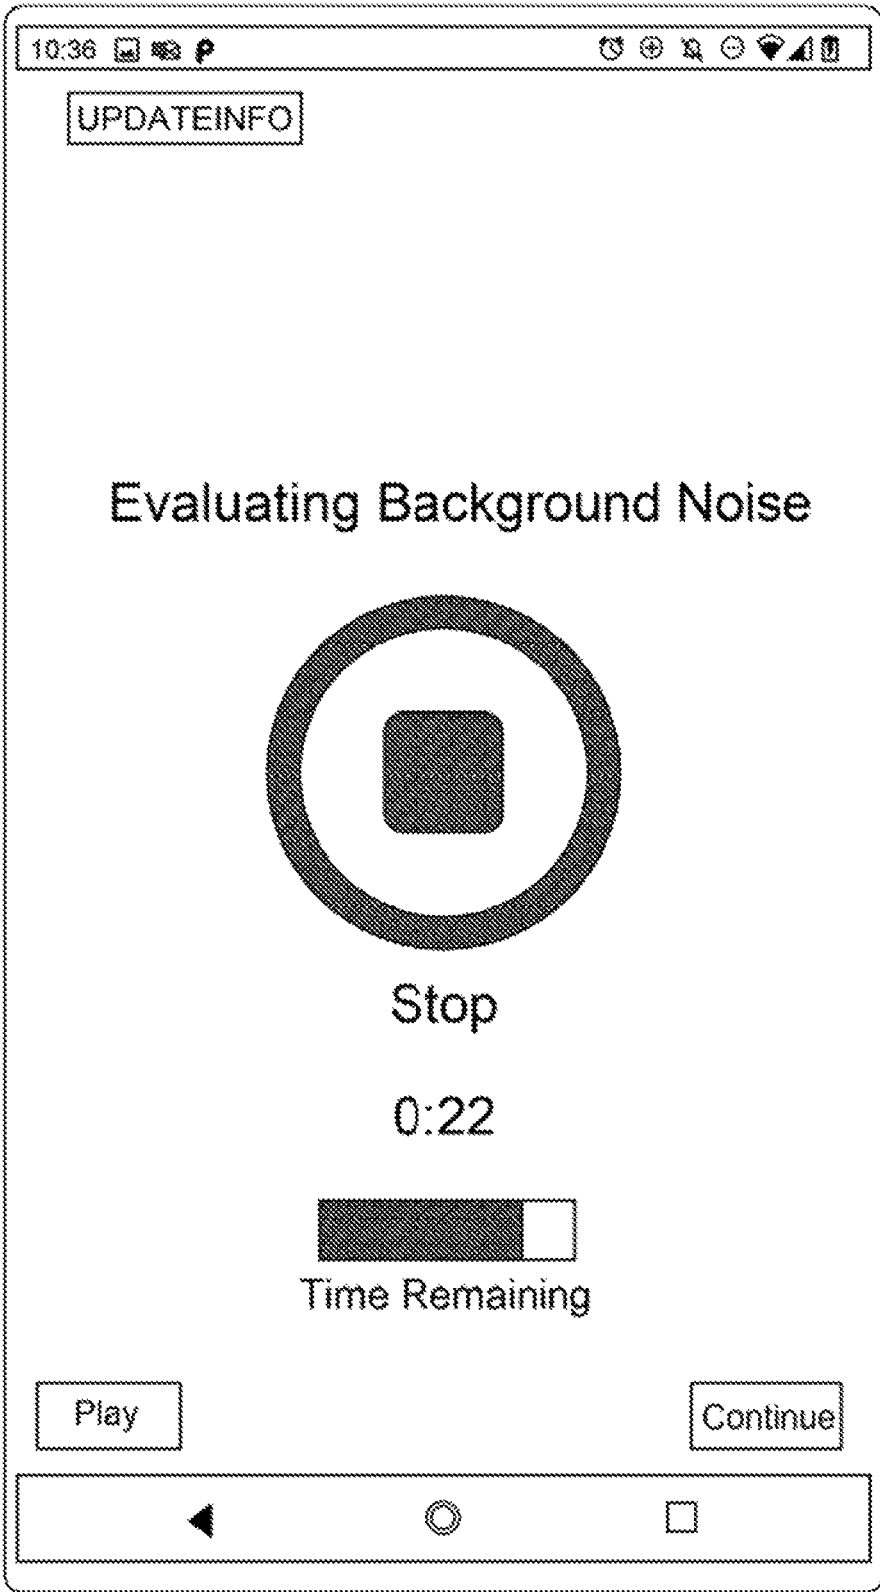 10:36
UPDATEINFO
Evaluating Background Noise
Stop
0:22
Time Remaining
Play
Continue